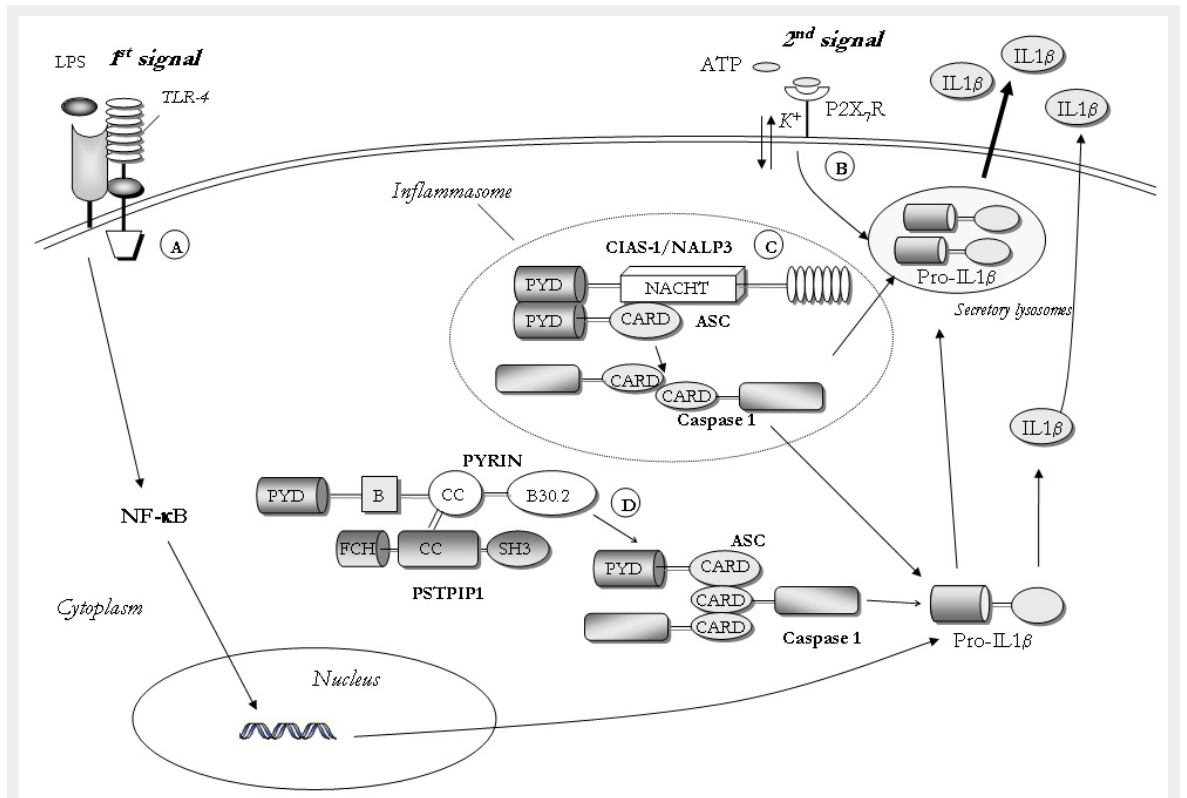 1st signal
LPS
TLR-4
A
2nd signal
ATP
P2X7R
K+
B
IL1β
IL1β
IL1β
Inflammasome
CIAS-1/NALP3
C
PYD
NACHT
PYD
CARD
ASC
CARD
CARD
Caspase 1
Pro-IL1β
Secretory lysosomes
IL1β
PYRIN
PYD
B
CC
B30.2
D
FCH
CC
SH3
PSTPIP1
NF-κB
ASC
PYD
CARD
CARD
CARD
Caspase 1
Pro-IL1β
Cytoplasm
Nucleus